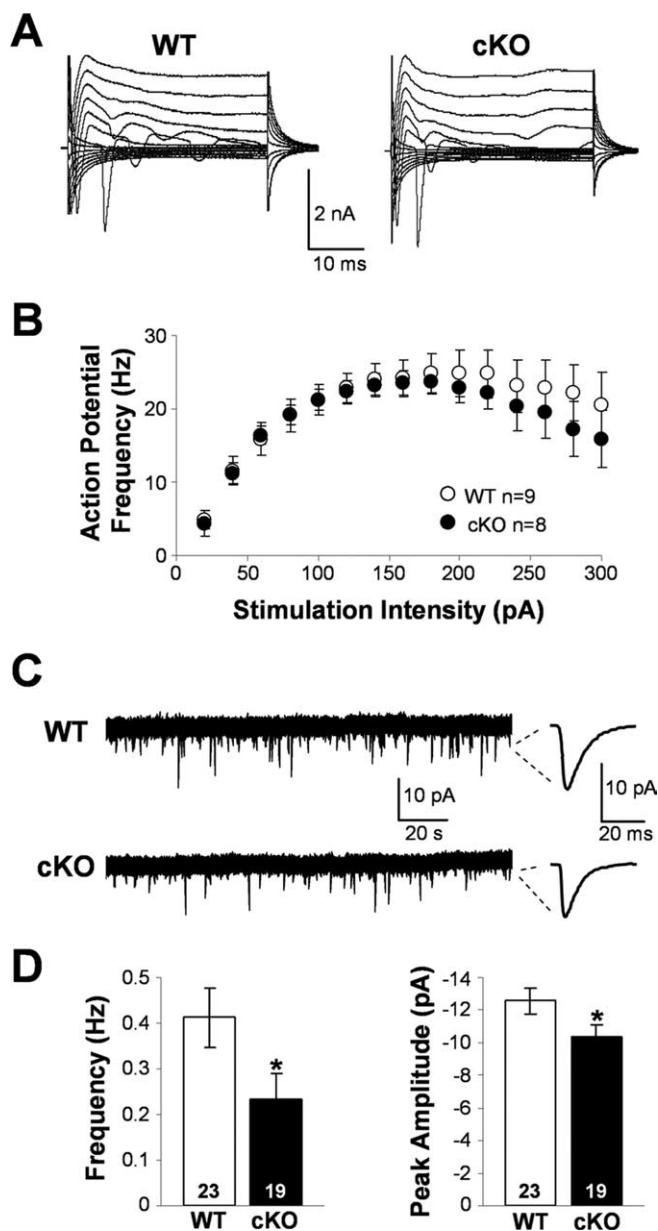 A
WT
cKO
2 nA
10 ms
B
Action Potential
Frequency (Hz)
30
20
10
0
0
50
100
150
200
250
300
WT n=9
cKO n=8
Stimulation Intensity (pA)
C
WT
10 pA
20 s
10 pA
20 ms
cKO
D
Frequency (Hz)
0.5
0.4
0.3
0.2
0.1
0
*
23
19
WT
cKO
Peak Amplitude (pA)
-14
-12
-10
-8
-6
-4
-2
0
*
23
19
WT
cKO